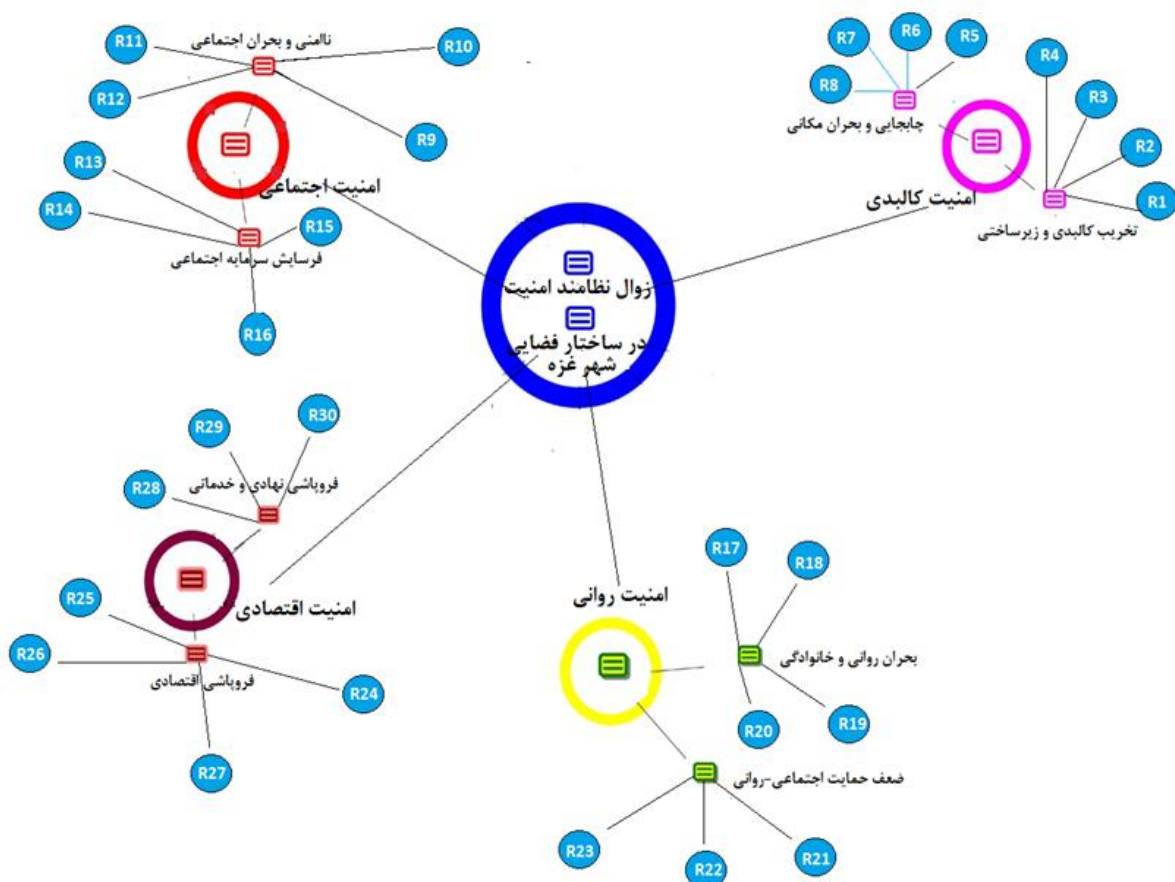 R11
ناامنی و بحران اجتماعی
R10
R12
R9
R13
امنیت اجتماعی
R14
R15
فرسایش سرمایه اجتماعی
R16
R7
R6
R5
R4
R8
R3
جابجایی و بحران مکانی
R2
امنیت کالبدی
R1
تخریب کالبدی و زیرساختی
زوال نظامند امنیت
در ساختار فضایی
شهر غزه
R29
R30
R28
فروپاشی نهادی و خدماتی
R25
امنیت اقتصادی
R26
فروپاشی اقتصادی
R24
R27
امنیت روانی
R17
R18
بحران روانی و خانوادگی
R20
R19
ضعف حمایت اجتماعی-روانی
R23
R22
R21